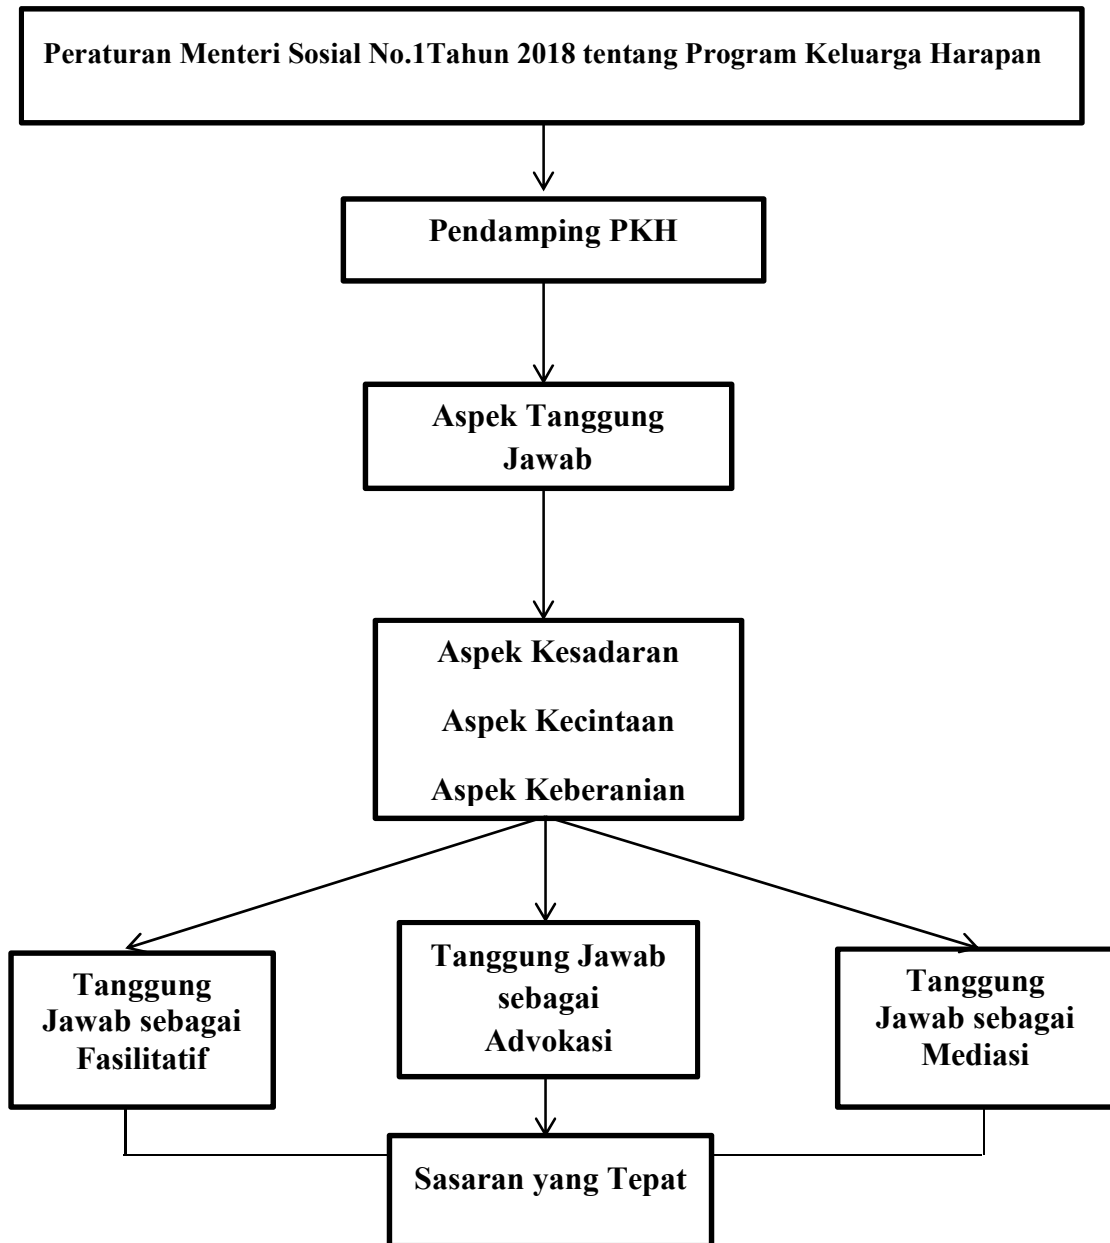 Peraturan Menteri Sosial No.1Tahun 2018 tentang Program Keluarga Harapan
Pendamping PKH
Aspek Tanggung
Jawab
Aspek Kesadaran
Aspek Kecintaan
Aspek Keberanian
Tanggung
Jawab sebagai
Fasilitatif
Tanggung Jawab
sebagai
Advokasi
Tanggung
Jawab sebagai
Mediasi
Sasaran yang Tepat